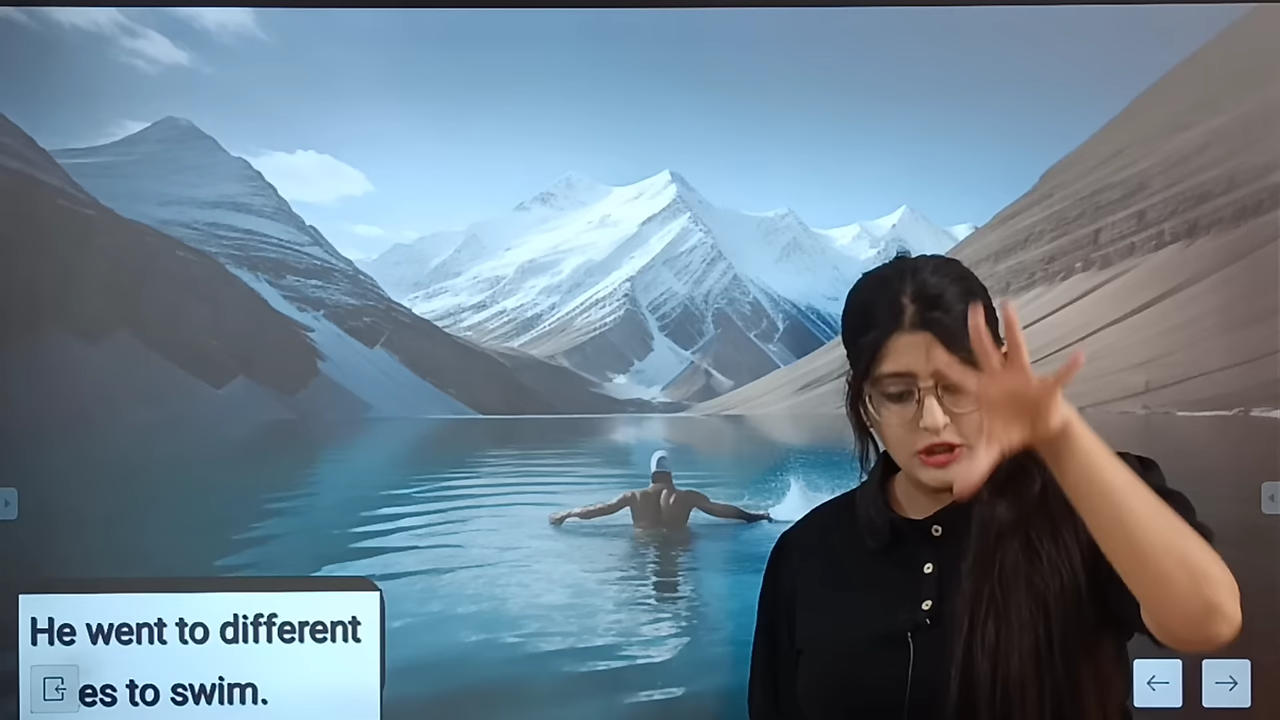 He went to different
es to swim.